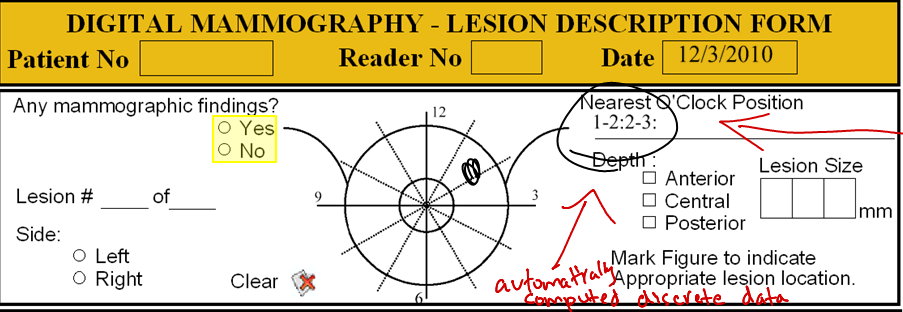 DIGITAL MAMMOGRAPHY - LESION DESCRIPTION FORM
Patient No Reader No Date 12/3/2010
Any mammographic findings?
Yes
No
Lesion # ____ of ____
Side:
Left
Right
Clear
12
9
3
6
Nearest O'Clock Position
1-2:2-3:
Depth :
Anterior
Central
Posterior
Lesion Size
mm
Mark Figure to indicate
Appropriate lesion location.
automatically
computed discrete data